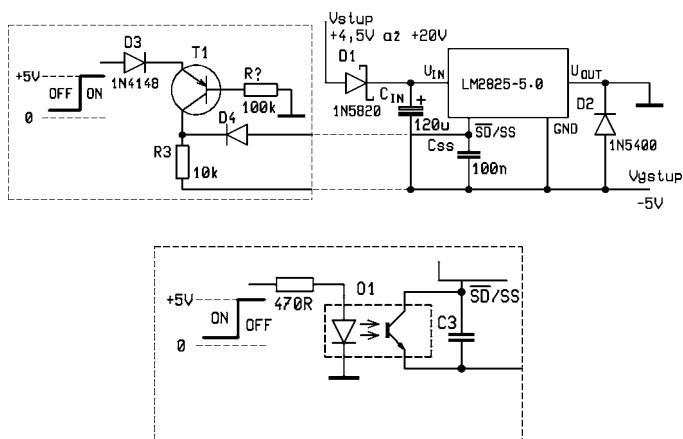 D3
T1
+5V
OFF
ON
0
1N4148
R?
100k
D4
R3
10k
Vstup
+4,5V až +20V
D1
1N5820
CIN
+
120u
UIN
LM2825-5.0
UOUT
SD/SS
GND
Css
100n
D2
1N5400
Výstup
-5V
+5V
ON
OFF
0
470R
O1
SD/SS
C3